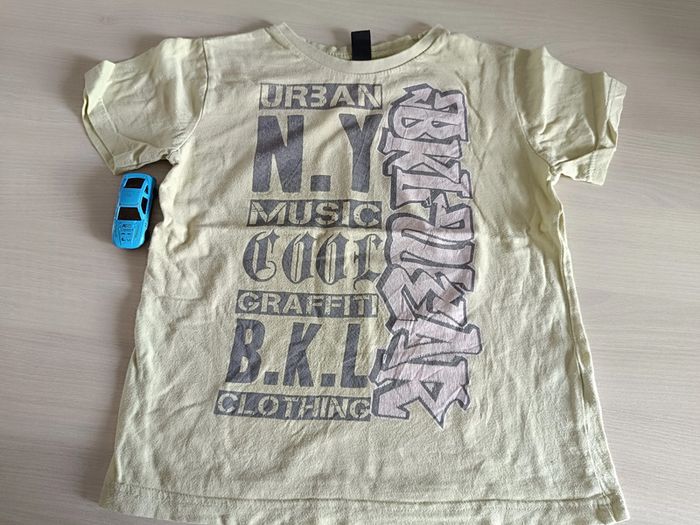 URBAN
N.Y
MUSIC
COOL
GRAFFITI
B.K.L.
CLOTHING